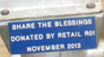 SHARE THE BLESSINGS
DONATED BY RETAIL R01
NOVEMBER 2013